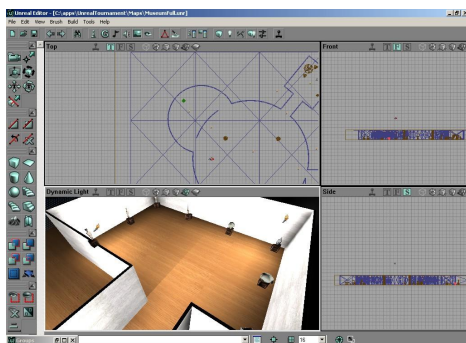 Unreal Editor - [C:\apps\UnrealTournament\Maps\MuseumFull.unr]
File Edit View Brush Build Tools Help
Top
Front
Dynamic Light
Side
16